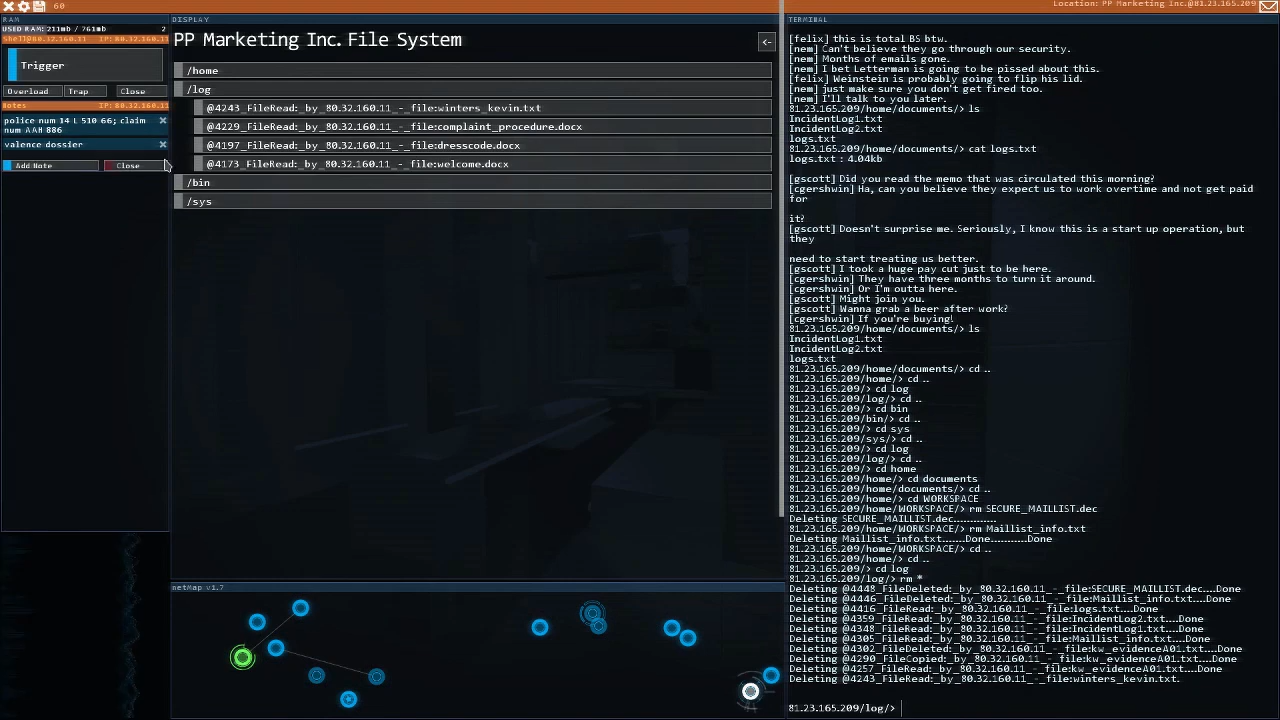 60
Location: PP Marketing Inc.@81.23.165.209
RAM
USED RAM: 211mb / 761mb 2
Shell@80.32.160.11 IP: 80.32.160.11
Trigger
Overload Trap Close
Notes IP: 80.32.160.11
police num 14 L 510 66; claim
num AAH 886
valence dossier
Add Note Close
DISPLAY
PP Marketing Inc. File System
<-
/home
/log
@4243_FileRead:_by_80.32.160.11_-_file:winters_kevin.txt
@4229_FileRead:_by_80.32.160.11_-_file:complaint_procedure.docx
@4197_FileRead:_by_80.32.160.11_-_file:dresscode.docx
@4173_FileRead:_by_80.32.160.11_-_file:welcome.docx
/bin
/sys
netMap v1.7
TERMINAL
[felix] this is total BS btw.
[nem] Can't believe they go through our security.
[nem] Months of emails gone.
[nem] I bet Letterman is going to be pissed about this.
[felix] Weinstein is probably going to flip his lid.
[nem] just make sure you don't get fired too.
[nem] I'll talk to you later.
81.23.165.209/home/documents/> ls
IncidentLog1.txt
IncidentLog2.txt
logs.txt
81.23.165.209/home/documents/> cat logs.txt
logs.txt : 4.04kb
[gscott] Did you read the memo that was circulated this morning?
[cgershwin] Ha, can you believe they expect us to work overtime and not get paid
for
it?
[gscott] Doesn't surprise me. Seriously, I know this is a start up operation, but
they
need to start treating us better.
[gscott] I took a huge pay cut just to be here.
[cgershwin] They have three months to turn it around.
[cgershwin] Or I'm outta here.
[gscott] Might join you.
[gscott] Wanna grab a beer after work?
[cgershwin] If you're buying!
81.23.165.209/home/documents/> ls
IncidentLog1.txt
IncidentLog2.txt
logs.txt
81.23.165.209/home/documents/> cd ..
81.23.165.209/home/> cd ..
81.23.165.209/> cd log
81.23.165.209/log/> cd ..
81.23.165.209/> cd bin
81.23.165.209/bin/> cd ..
81.23.165.209/> cd sys
81.23.165.209/sys/> cd ..
81.23.165.209/> cd log
81.23.165.209/log/> cd ..
81.23.165.209/> cd home
81.23.165.209/home/> cd documents
81.23.165.209/home/documents/> cd ..
81.23.165.209/home/> cd WORKSPACE
81.23.165.209/home/WORKSPACE/> rm SECURE_MAILLIST.dec
Deleting SECURE_MAILLIST.dec.............
81.23.165.209/home/WORKSPACE/> rm Maillist_info.txt
Deleting Maillist_info.txt......Done..........Done
81.23.165.209/home/WORKSPACE/> cd ..
81.23.165.209/home/> cd ..
81.23.165.209/> cd log
81.23.165.209/log/> rm *
Deleting @4448_FileDeleted:_by_80.32.160.11_-_file:SECURE_MAILLIST.dec....Done
Deleting @4446_FileDeleted:_by_80.32.160.11_-_file:Maillist_info.txt....Done
Deleting @4416_FileRead:_by_80.32.160.11_-_file:logs.txt....Done
Deleting @4359_FileRead:_by_80.32.160.11_-_file:IncidentLog2.txt....Done
Deleting @4348_FileRead:_by_80.32.160.11_-_file:IncidentLog1.txt....Done
Deleting @4305_FileRead:_by_80.32.160.11_-_file:Maillist_info.txt....Done
Deleting @4302_FileDeleted:_by_80.32.160.11_-_file:kw_evidenceA01.txt....Done
Deleting @4290_FileCopied:_by_80.32.160.11_-_file:kw_evidenceA01.txt....Done
Deleting @4257_FileRead:_by_80.32.160.11_-_file:kw_evidenceA01.txt....Done
Deleting @4243_FileRead:_by_80.32.160.11_-_file:winters_kevin.txt.
81.23.165.209/log/>